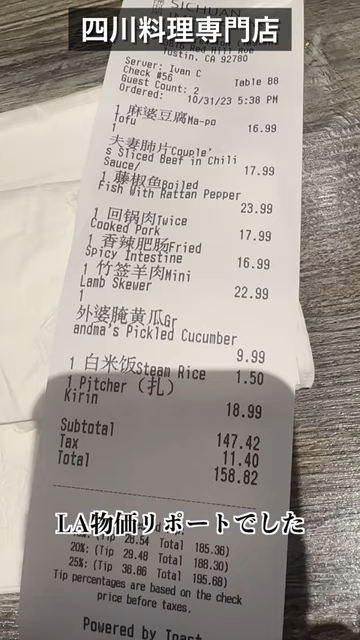 四川料理専門店
SICHUAN
Red Hill Ave
Tustin, CA 92780
Server: Ivan C
Check #56 Table B8
Guest Count: 2
Ordered: 10/31/23 5:38 PM
1 麻婆豆腐Ma-po
Tofu 16.99
1
夫妻肺片Couple'
s Sliced Beef in Chili
Sauce/ 17.99
1 藤椒鱼Boiled
Fish With Rattan Pepper
23.99
1 回锅肉Twice
Cooked Pork 17.99
1 香辣肥肠Fried
Spicy Intestine 16.99
1 竹签羊肉Mini
Lamb Skewer 22.99
1
外婆腌黄瓜Gr
andma's Pickled Cucumber
9.99
1 白米饭Steam Rice 1.50
1 Pitcher (扎)
Kirin 18.99
Subtotal 147.42
Tax 11.40
Total 158.82
LA物価リポートでした
(Tip 26.54 Total 185.36)
20%: (Tip 29.48 Total 188.30)
25%: (Tip 36.86 Total 195.68)
Tip percentages are based on the check
price before taxes.
Powered by Toast